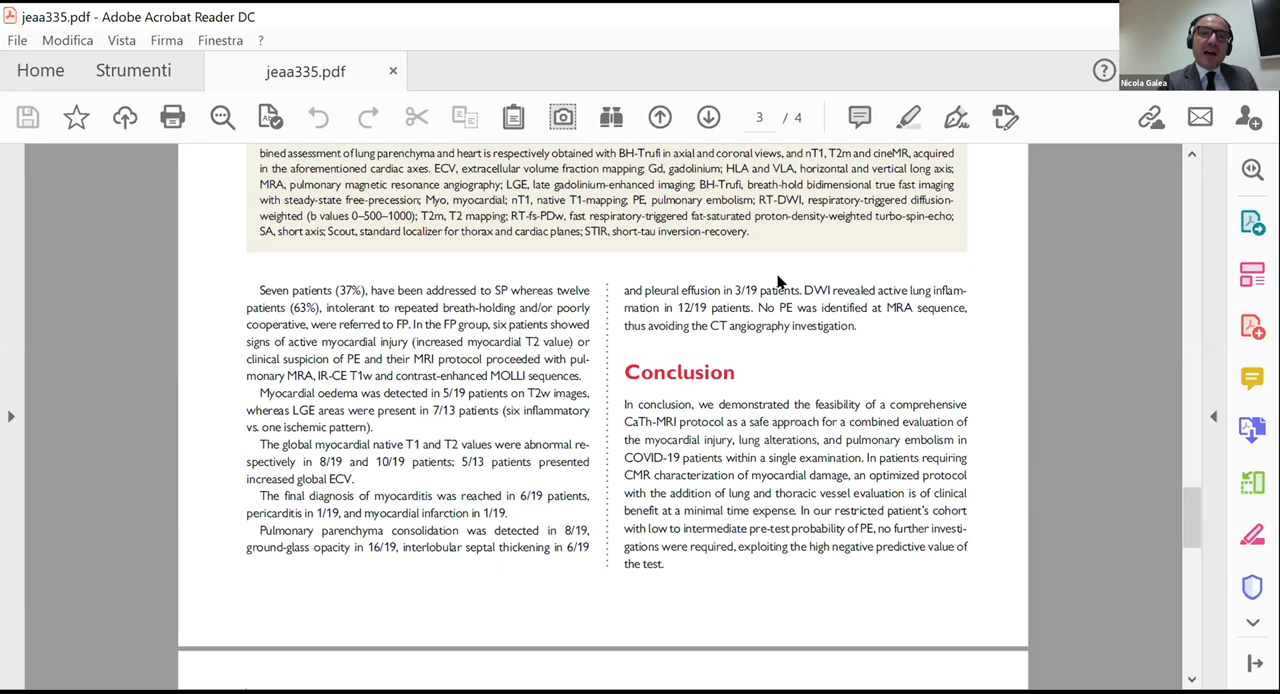 jeaa335.pdf - Adobe Acrobat Reader DC
File Modifica Vista Firma Finestra ?
Home Strumenti jeaa335.pdf × ?
Nicola Galea
3 / 4
bined assessment of lung parenchyma and heart is respectively obtained with BH-Trufi in axial and coronal views, and nT1, T2m and cineMR, acquired
in the aforementioned cardiac axes. ECV, extracellular volume fraction mapping; Gd, gadolinium; HLA and VLA, horizontal and vertical long axis;
MRA, pulmonary magnetic resonance angiography; LGE, late gadolinium-enhanced imaging; BH-Trufi, breath-hold bidimensional true fast imaging
with steady-state free-precession; Myo, myocardial; nT1, native T1-mapping; PE, pulmonary embolism; RT-DWI, respiratory-triggered diffusion-
weighted (b values 0–500–1000); T2m, T2 mapping; RT-fs-PDw, fast respiratory-triggered fat-saturated proton-density-weighted turbo-spin-echo;
SA, short axis; Scout, standard localizer for thorax and cardiac planes; STIR, short-tau inversion-recovery.
Seven patients (37%), have been addressed to SP whereas twelve
patients (63%), intolerant to repeated breath-holding and/or poorly
cooperative, were referred to FP. In the FP group, six patients showed
signs of active myocardial injury (increased myocardial T2 value) or
clinical suspicion of PE and their MRI protocol proceeded with pul-
monary MRA, IR-CE T1w and contrast-enhanced MOLLI sequences.
Myocardial oedema was detected in 5/19 patients on T2w images,
whereas LGE areas were present in 7/13 patients (six inflammatory
vs. one ischemic pattern).
The global myocardial native T1 and T2 values were abnormal re-
spectively in 8/19 and 10/19 patients; 5/13 patients presented
increased global ECV.
The final diagnosis of myocarditis was reached in 6/19 patients,
pericarditis in 1/19, and myocardial infarction in 1/19.
Pulmonary parenchyma consolidation was detected in 8/19,
ground-glass opacity in 16/19, interlobular septal thickening in 6/19
and pleural effusion in 3/19 patients. DWI revealed active lung inflam-
mation in 12/19 patients. No PE was identified at MRA sequence,
thus avoiding the CT angiography investigation.
Conclusion
In conclusion, we demonstrated the feasibility of a comprehensive
CaTh-MRI protocol as a safe approach for a combined evaluation of
the myocardial injury, lung alterations, and pulmonary embolism in
COVID-19 patients within a single examination. In patients requiring
CMR characterization of myocardial damage, an optimized protocol
with the addition of lung and thoracic vessel evaluation is of clinical
benefit at a minimal time expense. In our restricted patient's cohort
with low to intermediate pre-test probability of PE, no further investi-
gations were required, exploiting the high negative predictive value of
the test.